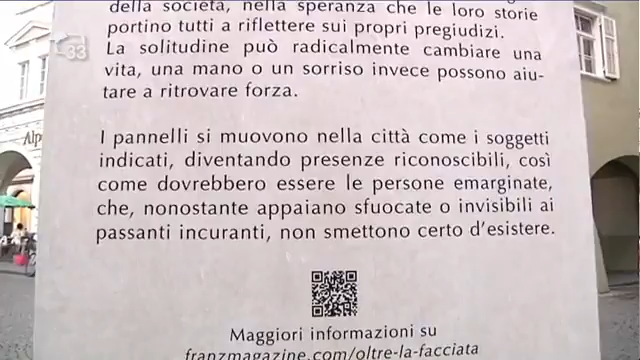 della società, nella speranza che le loro storie
portino tutti a riflettere sui propri pregiudizi.
La solitudine può radicalmente cambiare una
vita, una mano o un sorriso invece possono aiu-
tare a ritrovare forza.
I pannelli si muovono nella città come i soggetti
indicati, diventando presenze riconoscibili, così
come dovrebbero essere le persone emarginate,
che, nonostante appaiano sfuocate o invisibili ai
passanti incuranti, non smettono certo d'esistere.
Maggiori informazioni su
franzmagazine.com/oltre-la-facciata
33